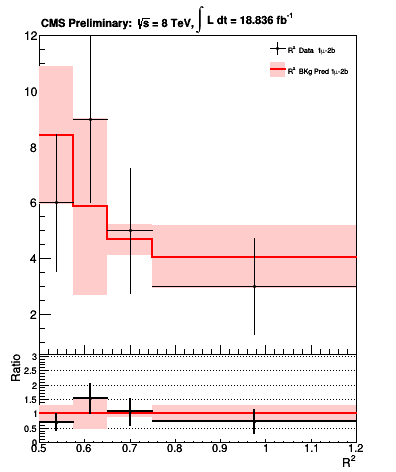 CMS Preliminary: √s = 8 TeV, ∫ L dt = 18.836 fb⁻¹
R² Data 1μ-2b
R² BKg Pred 1μ-2b
12
10
8
6
4
2
Ratio
3
2.5
2
1.5
1
0.5
0
0.5 0.6 0.7 0.8 0.9 1 1.1 1.2
R²